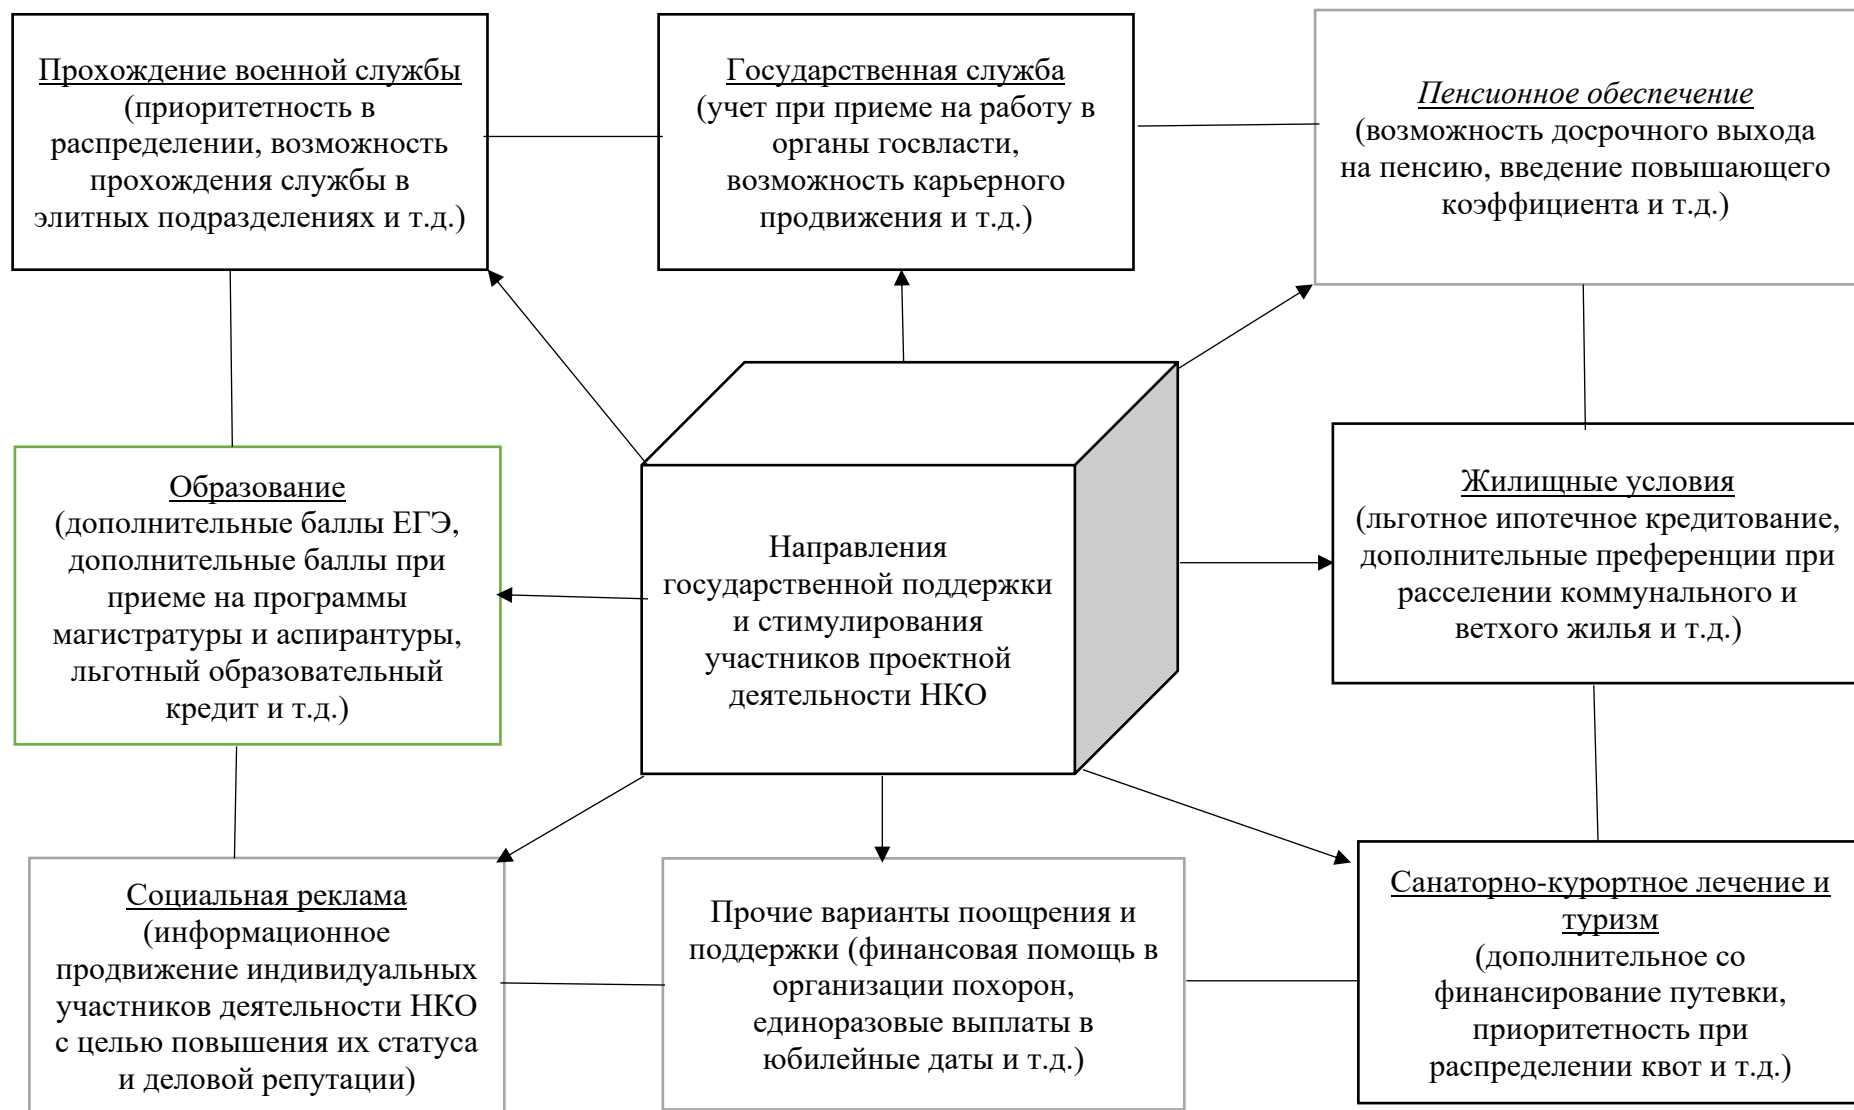 Прохождение военной службы
(приоритетность в
распределении, возможность
прохождения службы в
элитных подразделениях и т.д.)
Государственная служба
(учет при приеме на работу в
органы госвласти,
возможность карьерного
продвижения и т.д.)
Пенсионное обеспечение
(возможность досрочного выхода
на пенсию, введение повышающего
коэффициента и т.д.)
Образование
(дополнительные баллы ЕГЭ,
дополнительные баллы при
приеме на программы
магистратуры и аспирантуры,
льготный образовательный
кредит и т.д.)
Направления
государственной поддержки
и стимулирования
участников проектной
деятельности НКО
Жилищные условия
(льготное ипотечное кредитование,
дополнительные преференции при
расселении коммунального и
ветхого жилья и т.д.)
Социальная реклама
(информационное
продвижение индивидуальных
участников деятельности НКО
с целью повышения их статуса
и деловой репутации)
Прочие варианты поощрения и
поддержки (финансовая помощь в
организации похорон,
единоразовые выплаты в
юбилейные даты и т.д.)
Санаторно-курортное лечение и
туризм
(дополнительное со
финансирование путевки,
приоритетность при
распределении квот и т.д.)